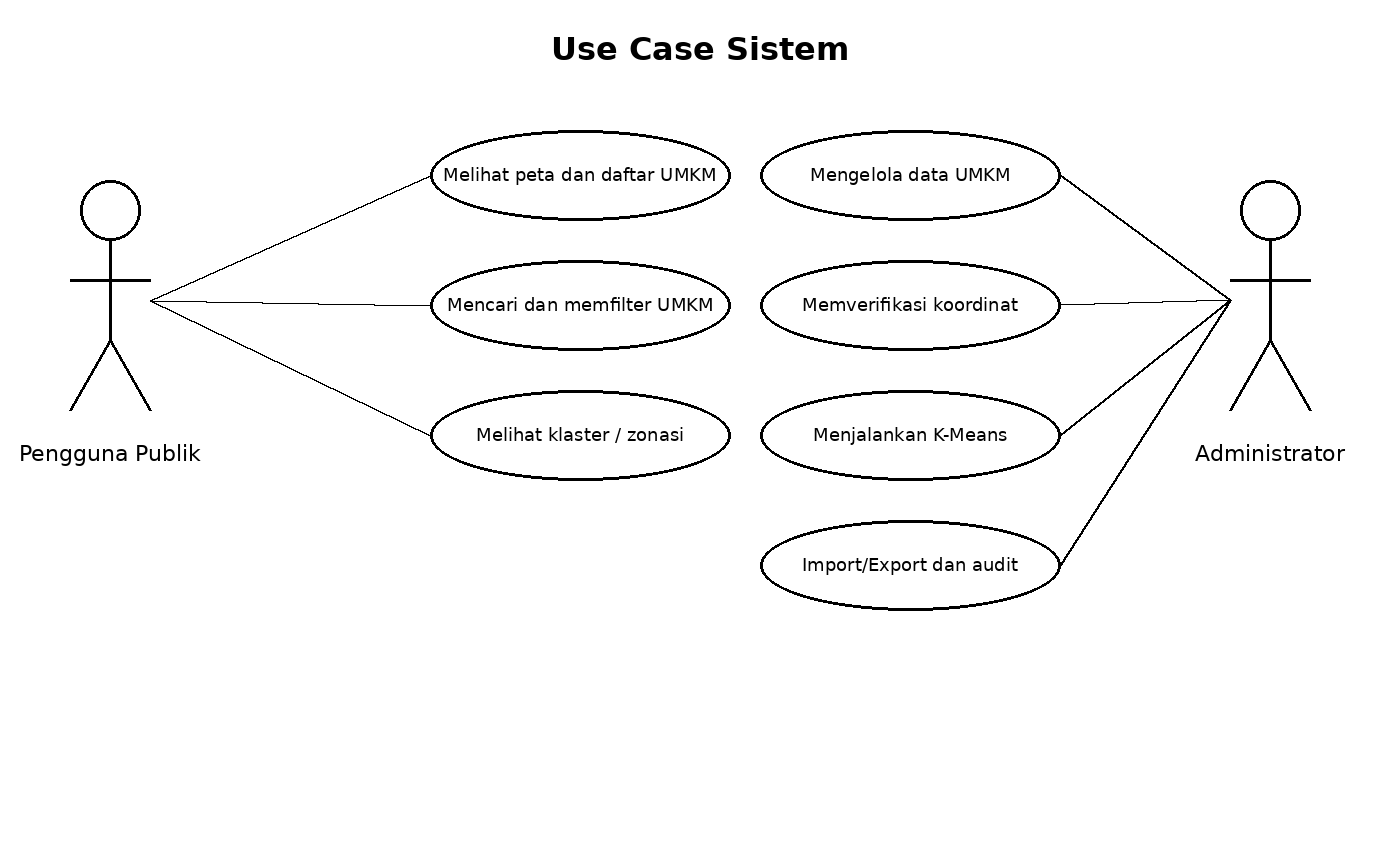 Use Case Sistem
Melihat peta dan daftar UMKM
Mengelola data UMKM
Mencari dan memfilter UMKM
Memverifikasi koordinat
Melihat klaster / zonasi
Menjalankan K-Means
Pengguna Publik
Administrator
Import/Export dan audit